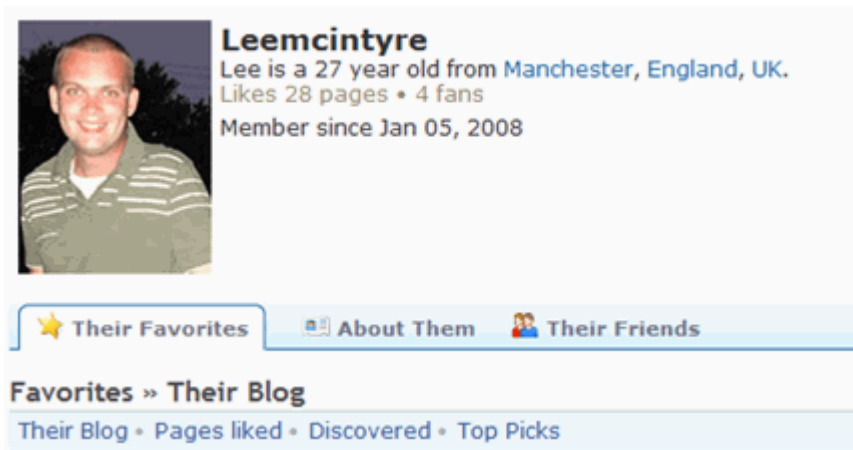 Leemcintyre
Lee is a 27 year old from Manchester, England, UK.
Likes 28 pages • 4 fans
Member since Jan 05, 2008
Their Favorites About Them Their Friends
Favorites » Their Blog
Their Blog • Pages liked • Discovered • Top Picks